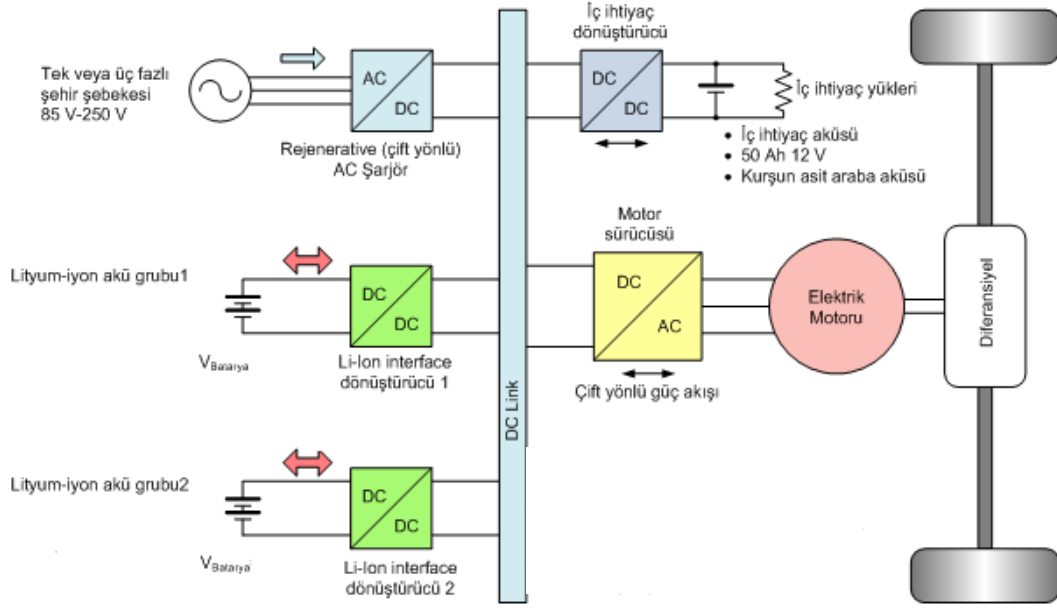 Tek veya üç fazlı
şehir şebekesi
85 V-250 V
AC
DC
Rejenerative (çift yönlü)
AC Şarjör
İç ihtiyaç
dönüştürücü
DC
DC
İç ihtiyaç yükleri
• İç ihtiyaç aküsü
• 50 Ah 12 V
• Kurşun asit araba aküsü
Lityum-iyon akü grubu1
VBatarya
DC
DC
Li-Ion interface
dönüştürücü 1
Motor
sürücüsü
DC
AC
Çift yönlü güç akışı
Elektrik
Motoru
Diferansiyel
DC Link
Lityum-iyon akü grubu2
VBatarya
DC
DC
Li-Ion interface
dönüştürücü 2